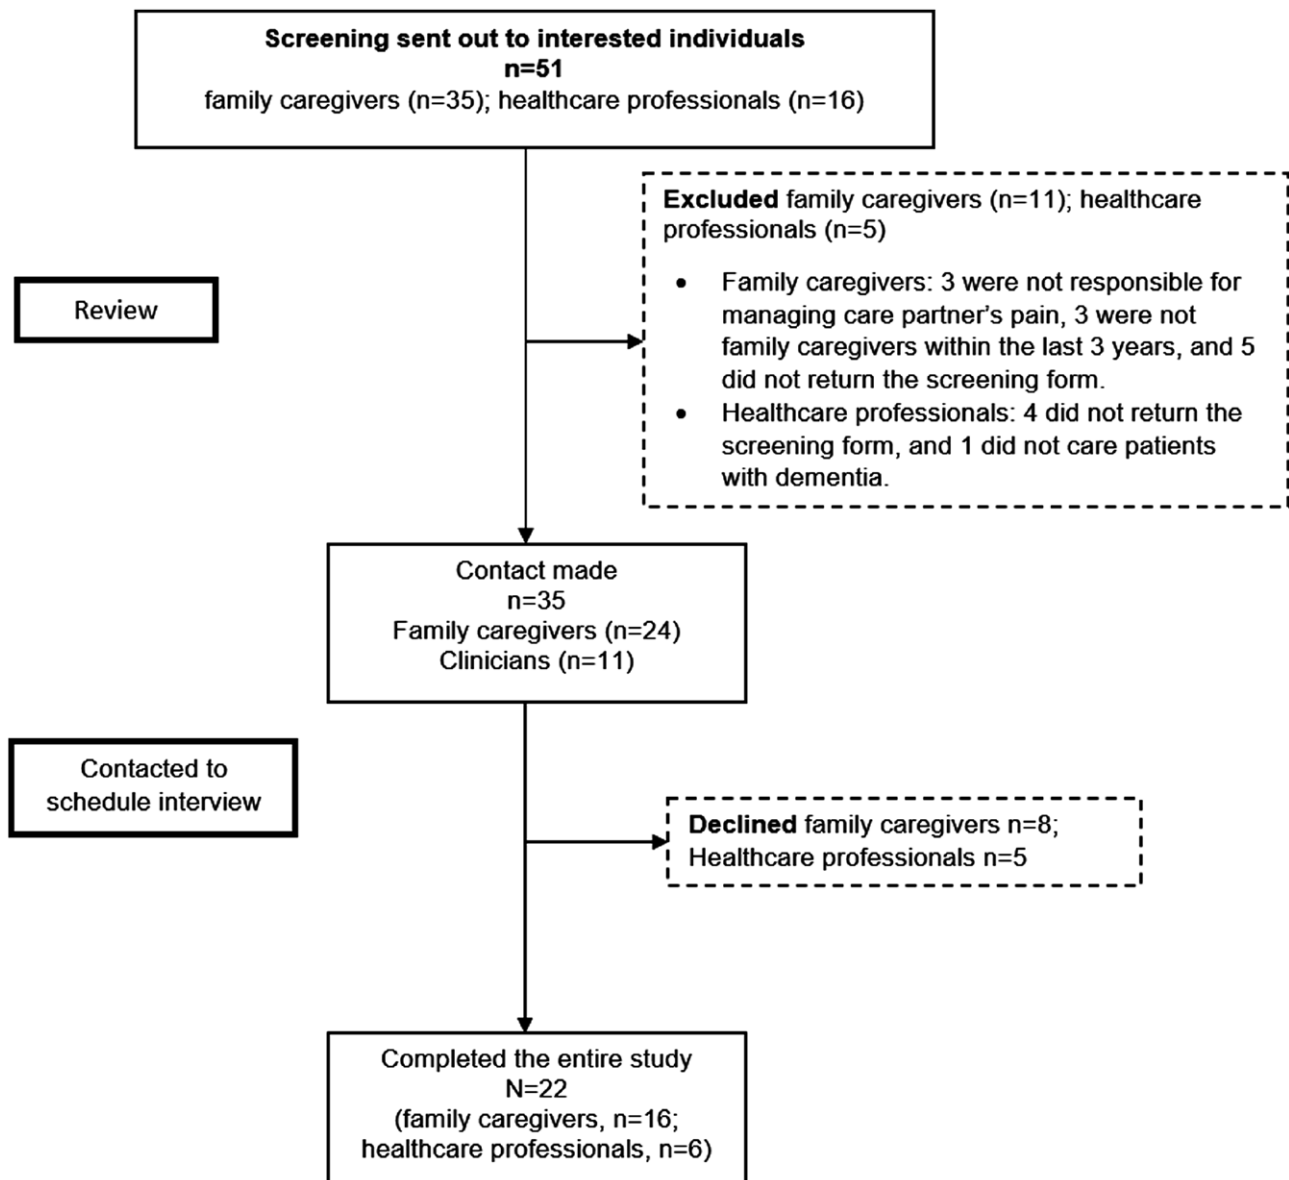 Screening sent out to interested individuals
n=51
family caregivers (n=35); healthcare professionals (n=16)
Excluded family caregivers (n=11); healthcare
professionals (n=5)
• Family caregivers: 3 were not responsible for
managing care partner's pain, 3 were not
family caregivers within the last 3 years, and 5
did not return the screening form.
• Healthcare professionals: 4 did not return the
screening form, and 1 did not care patients
with dementia.
Review
Contact made
n=35
Family caregivers (n=24)
Clinicians (n=11)
Contacted to
schedule interview
Declined family caregivers n=8;
Healthcare professionals n=5
Completed the entire study
N=22
(family caregivers, n=16;
healthcare professionals, n=6)